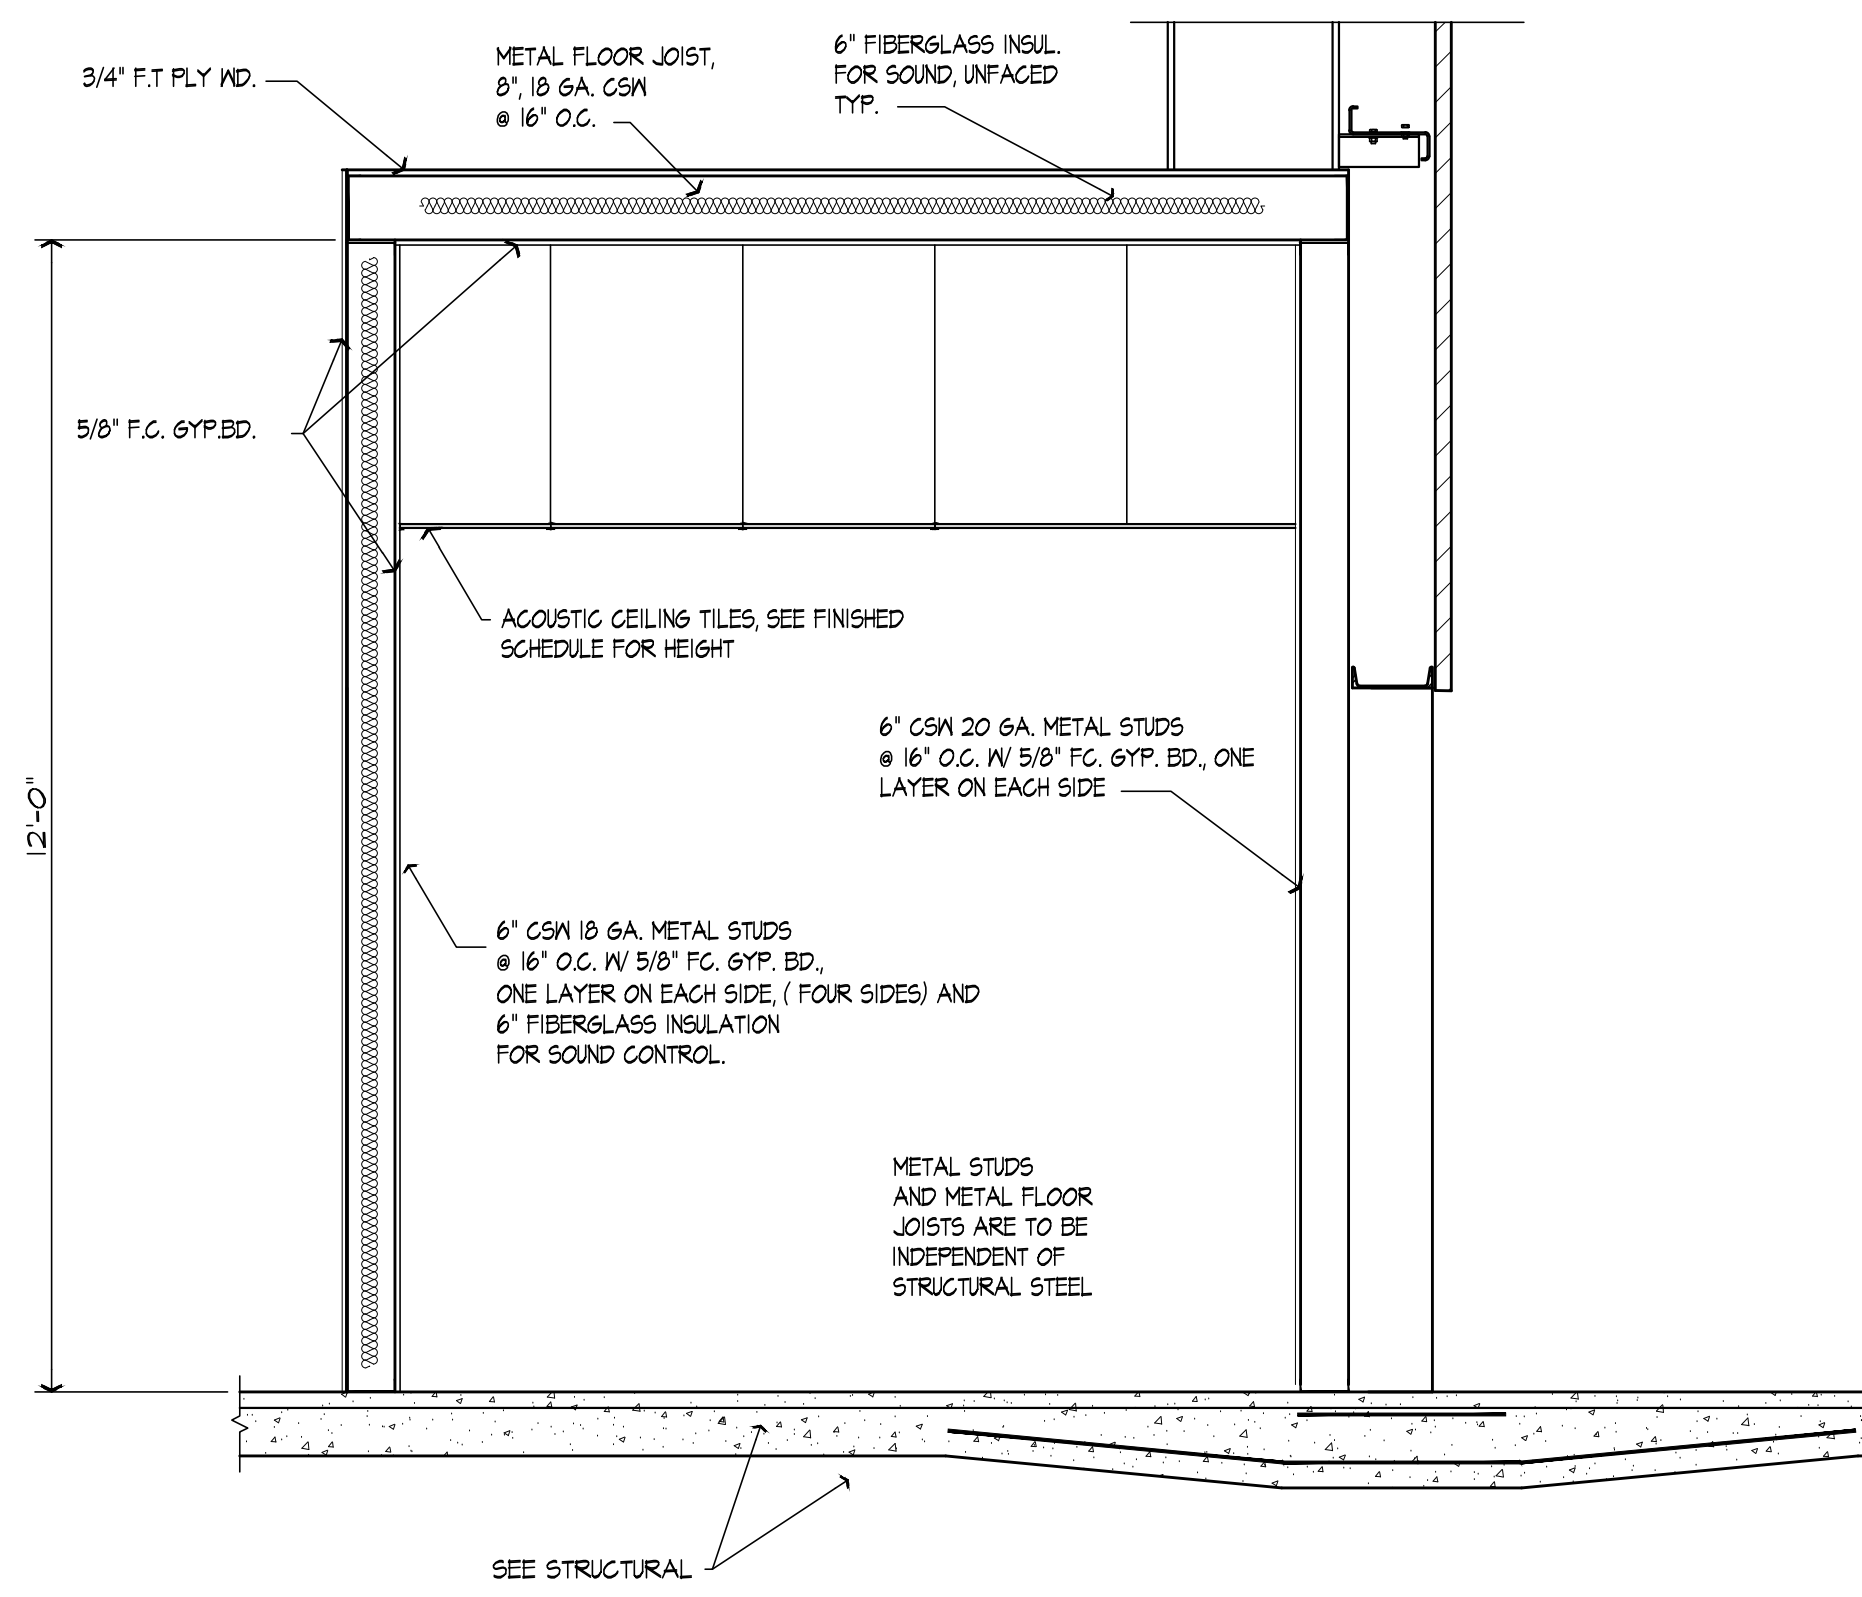 3/4" F.T PLY WD.
METAL FLOOR JOIST,
8", 18 GA. CSW
@ 16" O.C.
6" FIBERGLASS INSUL.
FOR SOUND, UNFACED
TYP.
5/8" F.C. GYP.BD.
ACOUSTIC CEILING TILES, SEE FINISHED
SCHEDULE FOR HEIGHT
6" CSW 20 GA. METAL STUDS
@ 16" O.C. W/ 5/8" FC. GYP. BD., ONE
LAYER ON EACH SIDE
12'-0"
6" CSW 18 GA. METAL STUDS
@ 16" O.C. W/ 5/8" FC. GYP. BD.,
ONE LAYER ON EACH SIDE, ( FOUR SIDES) AND
6" FIBERGLASS INSULATION
FOR SOUND CONTROL.
METAL STUDS
AND METAL FLOOR
JOISTS ARE TO BE
INDEPENDENT OF
STRUCTURAL STEEL
SEE STRUCTURAL